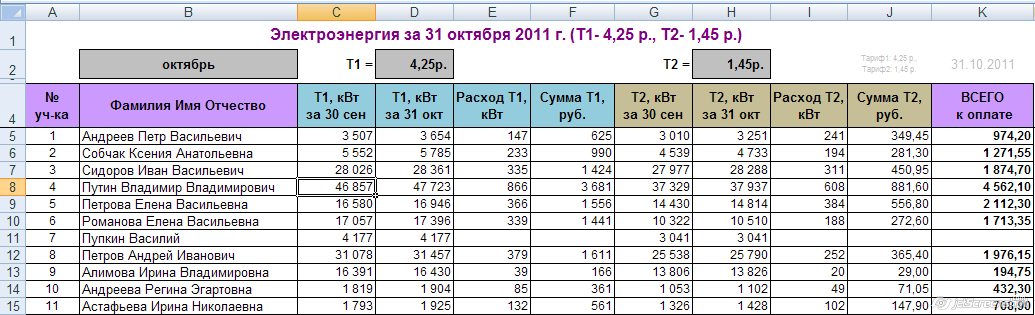 A B C D E F G H I J K
1 Электроэнергия за 31 октября 2011 г. (Т1- 4,25 р., Т2- 1,45 р.)
2 октябрь Т1 = 4,25р. Т2 = 1,45р. Тариф1: 4,25 р. Тариф2: 1,45 р. 31.10.2011
4 № уч-ка Фамилия Имя Отчество Т1, кВт за 30 сен Т1, кВт за 31 окт Расход Т1, кВт Сумма Т1, руб. Т2, кВт за 30 сен Т2, кВт за 31 окт Расход Т2, кВт Сумма Т2, руб. ВСЕГО к оплате
5 1 Андреев Петр Васильевич 3 507 3 654 147 625 3 010 3 251 241 349,45 974,20
6 2 Собчак Ксения Анатольевна 5 552 5 785 233 990 4 539 4 733 194 281,30 1 271,55
7 3 Сидоров Иван Васильевич 28 026 28 361 335 1 424 27 977 28 288 311 450,95 1 874,70
8 4 Путин Владимир Владимирович 46 857 47 723 866 3 681 37 329 37 937 608 881,60 4 562,10
9 5 Петрова Елена Васильевна 16 580 16 946 366 1 556 14 430 14 814 384 556,80 2 112,30
10 6 Романова Елена Васильевна 17 057 17 396 339 1 441 10 322 10 510 188 272,60 1 713,35
11 7 Пупкин Василий 4 177 4 177 3 041 3 041
12 8 Петров Андрей Иванович 31 078 31 457 379 1 611 25 538 25 790 252 365,40 1 976,15
13 9 Алимова Ирина Владимировна 16 391 16 430 39 166 13 806 13 826 20 29,00 194,75
14 10 Андреева Регина Эгартовна 1 819 1 904 85 361 1 053 1 102 49 71,05 432,30
15 11 Астафьева Ирина Николаевна 1 793 1 925 132 561 1 326 1 428 102 147,90